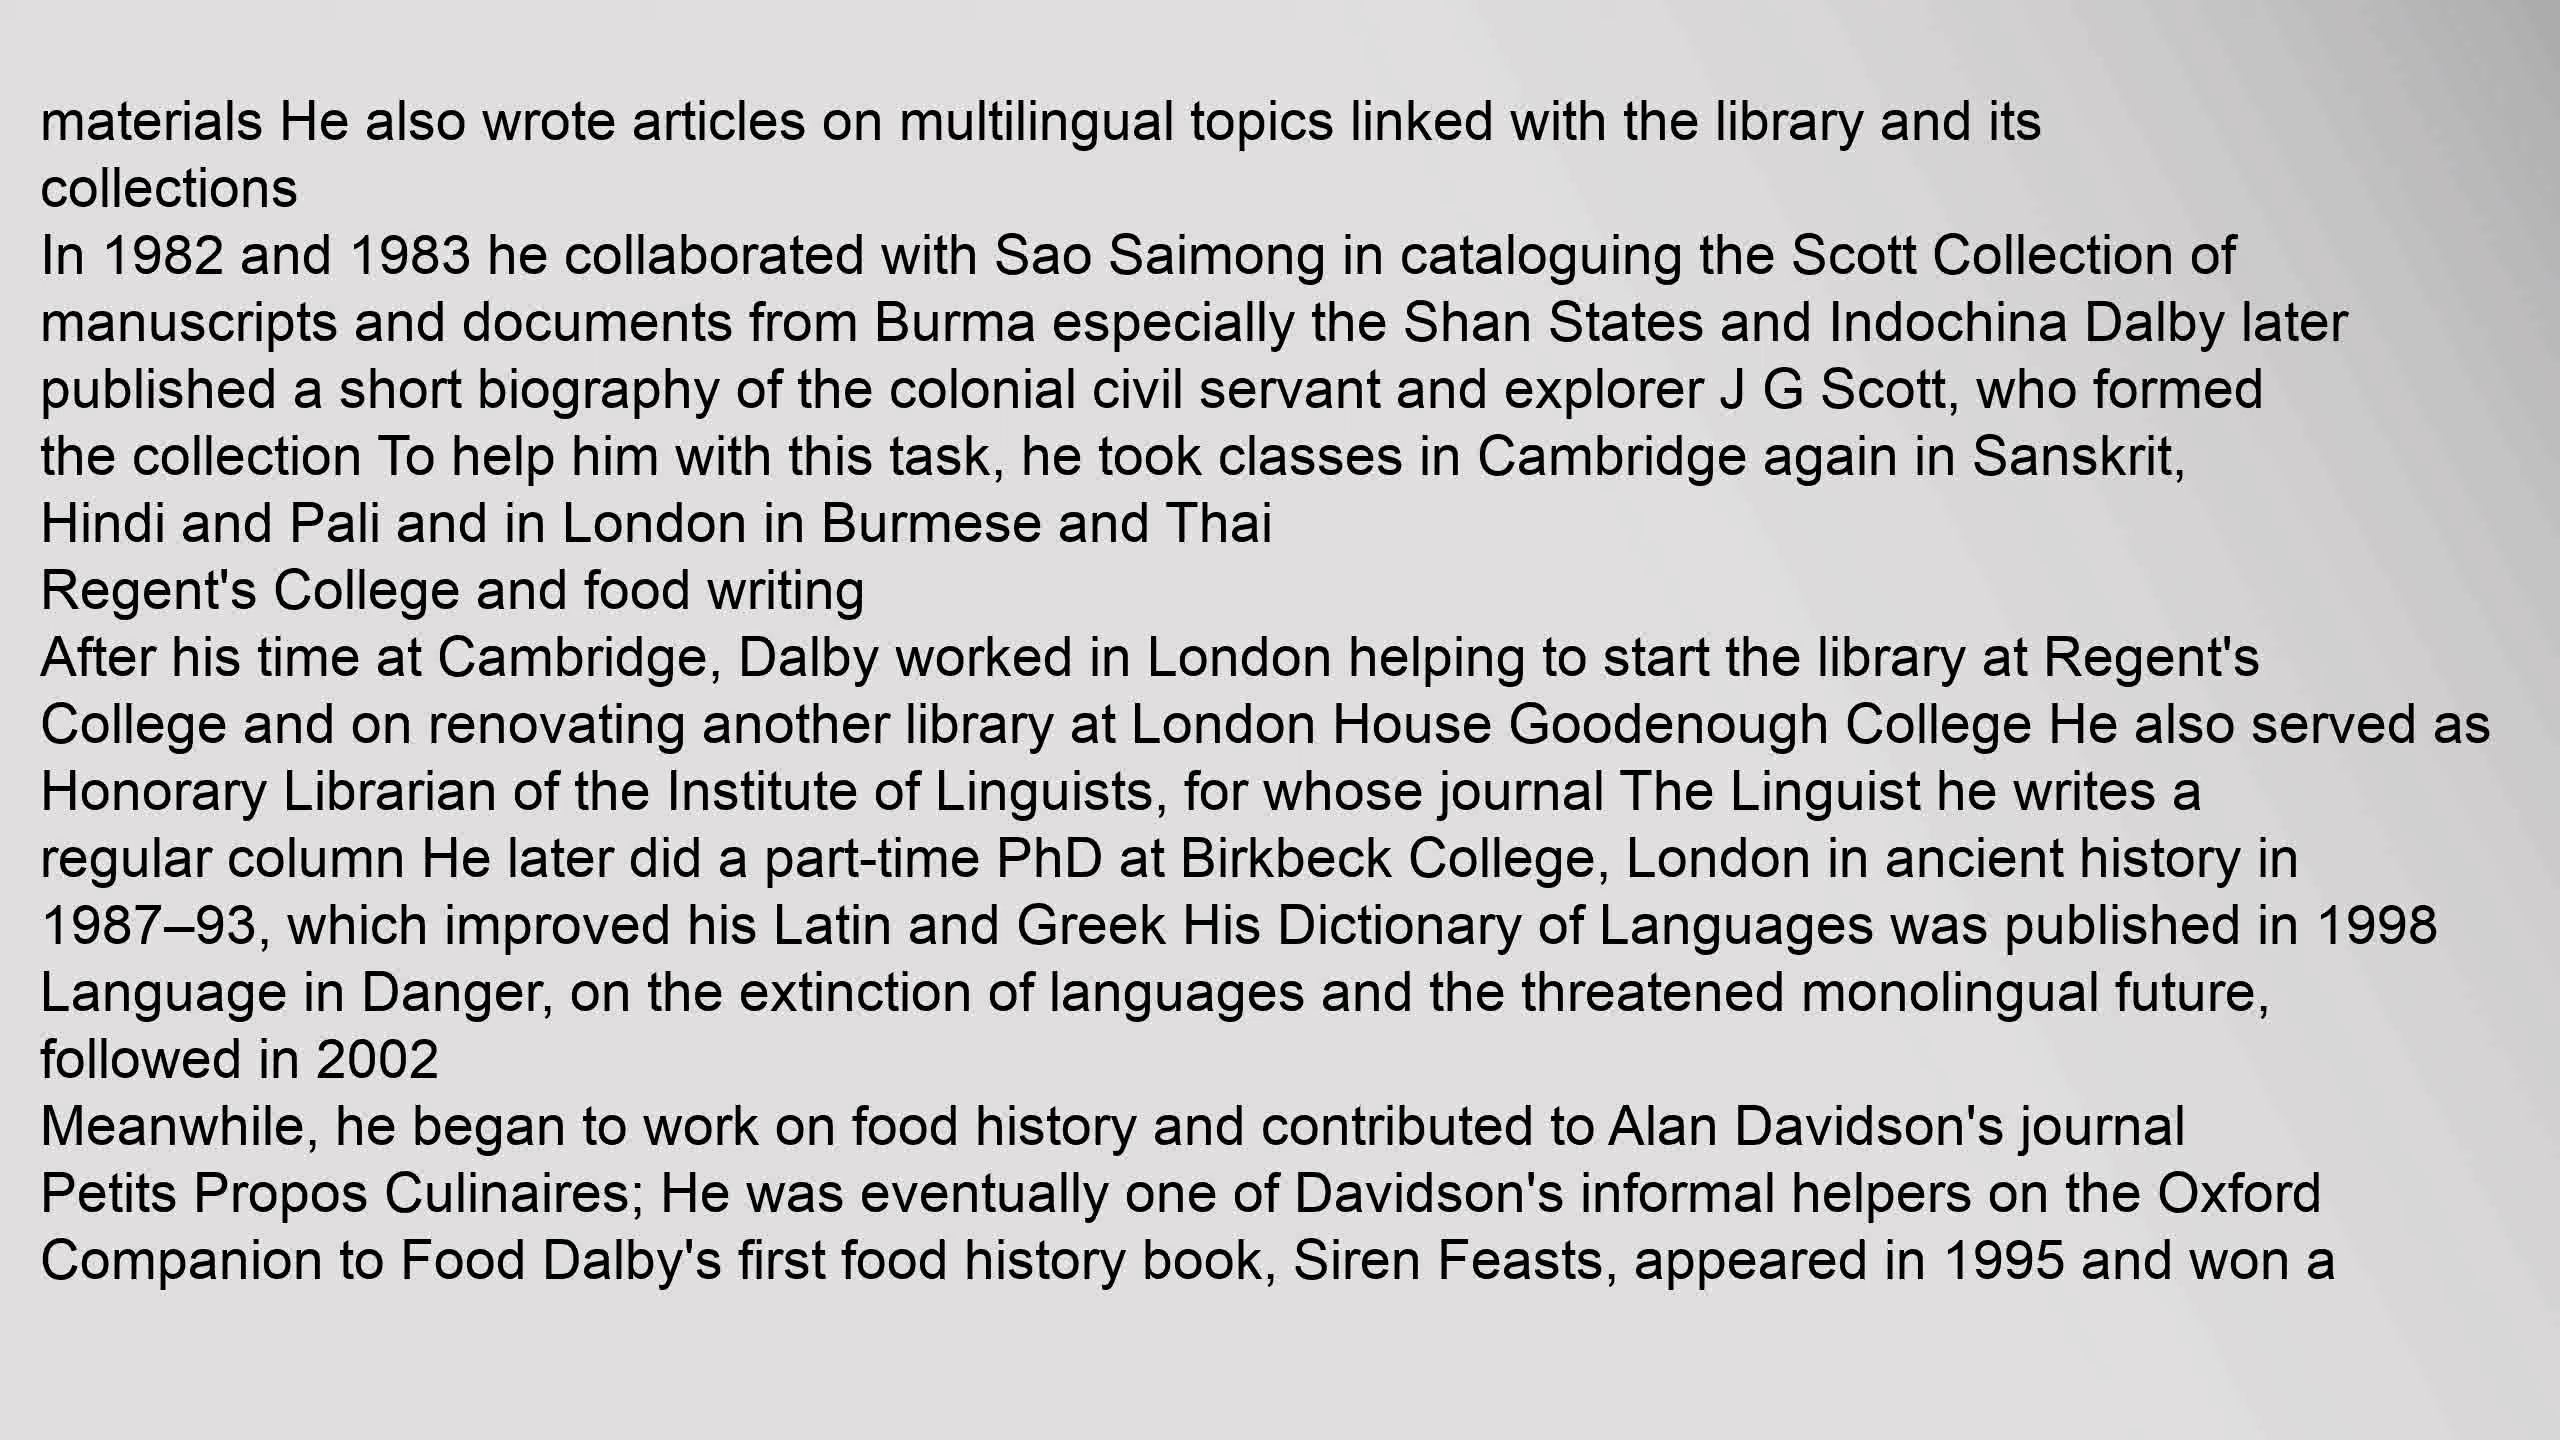 materials He also wrote articles on multilingual topics linked with the library and its
collections
In 1982 and 1983 he collaborated with Sao Saimong in cataloguing the Scott Collection of
manuscripts and documents from Burma especially the Shan States and Indochina Dalby later
published a short biography of the colonial civil servant and explorer J G Scott, who formed
the collection To help him with this task, he took classes in Cambridge again in Sanskrit,
Hindi and Pali and in London in Burmese and Thai
Regent's College and food writing
After his time at Cambridge, Dalby worked in London helping to start the library at Regent's
College and on renovating another library at London House Goodenough College He also served as
Honorary Librarian of the Institute of Linguists, for whose journal The Linguist he writes a
regular column He later did a part-time PhD at Birkbeck College, London in ancient history in
1987–93, which improved his Latin and Greek His Dictionary of Languages was published in 1998
Language in Danger, on the extinction of languages and the threatened monolingual future,
followed in 2002
Meanwhile, he began to work on food history and contributed to Alan Davidson's journal
Petits Propos Culinaires; He was eventually one of Davidson's informal helpers on the Oxford
Companion to Food Dalby's first food history book, Siren Feasts, appeared in 1995 and won a